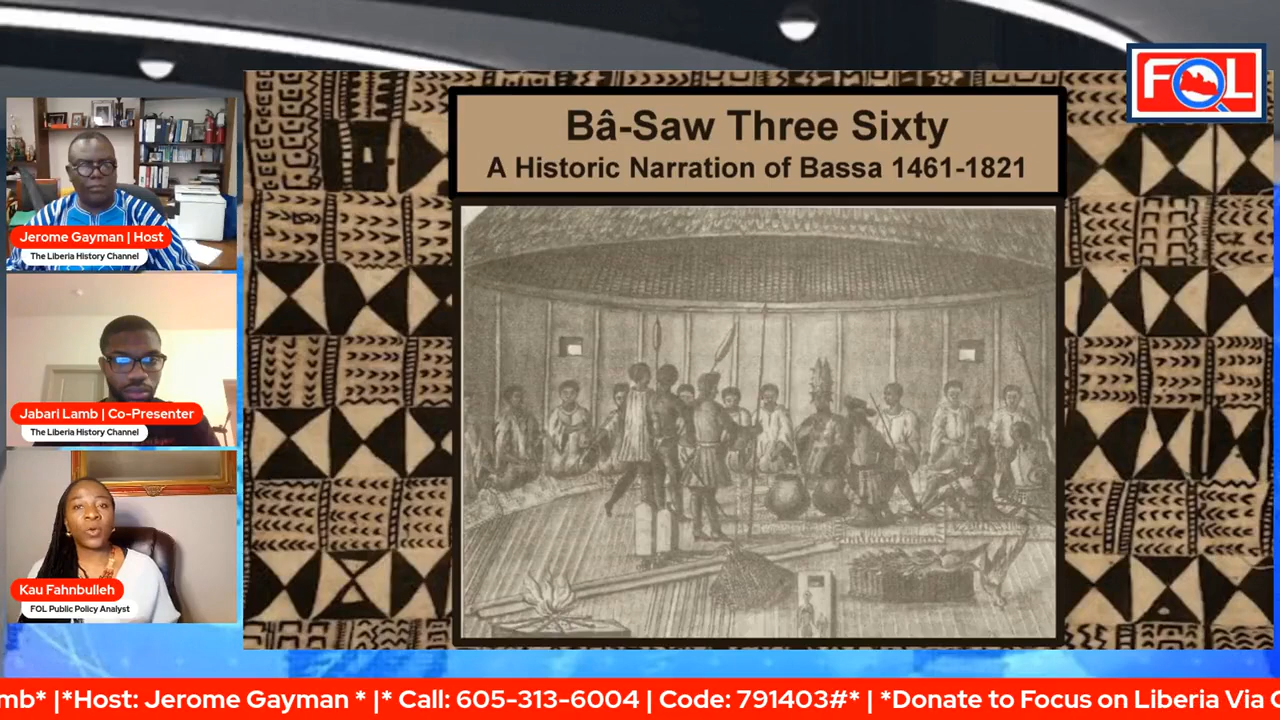 FOL
Bâ-Saw Three Sixty
A Historic Narration of Bassa 1461-1821
Jerome Gayman | Host
The Liberia History Channel
Jabari Lamb | Co-Presenter
The Liberia History Channel
Kau Fahnbulleh
FOL Public Policy Analyst
mb* |*Host: Jerome Gayman * |* Call: 605-313-6004 | Code: 791403#* | *Donate to Focus on Liberia Via